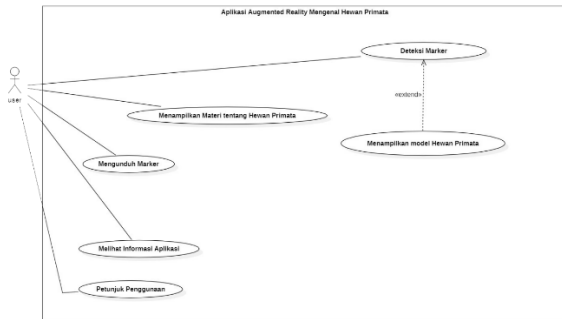 Aplikasi Augmented Reality Mengenal Hewan Primata
Deteksi Marker
user
«extend»
Menampilkan Materi tentang Hewan Primata
Menampilkan model Hewan Primata
Mengunduh Marker
Melihat Informasi Aplikasi
Petunjuk Penggunaan